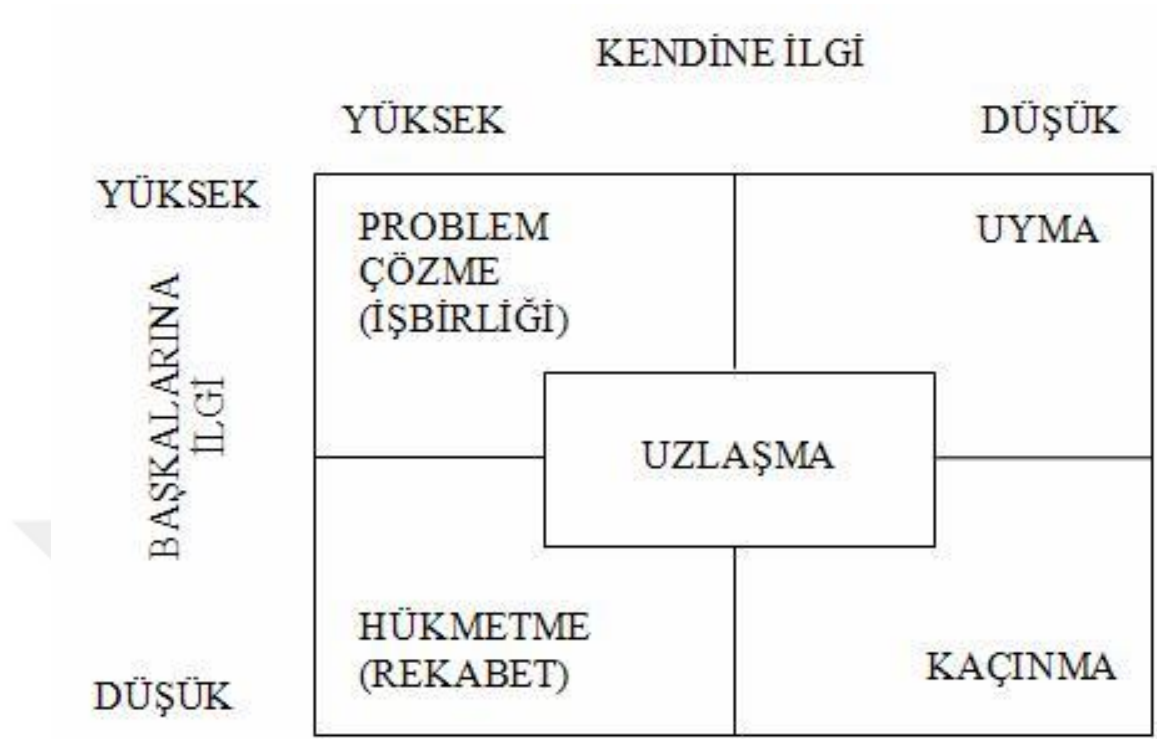 KENDİNE İLGİ
YÜKSEK DÜŞÜK
YÜKSEK
PROBLEM
ÇÖZME
(İŞBİRLİĞİ)
UYMA
BAŞKALARINA
İLGİ
UZLAŞMA
HÜKMETME
(REKABET)
KAÇINMA
DÜŞÜK